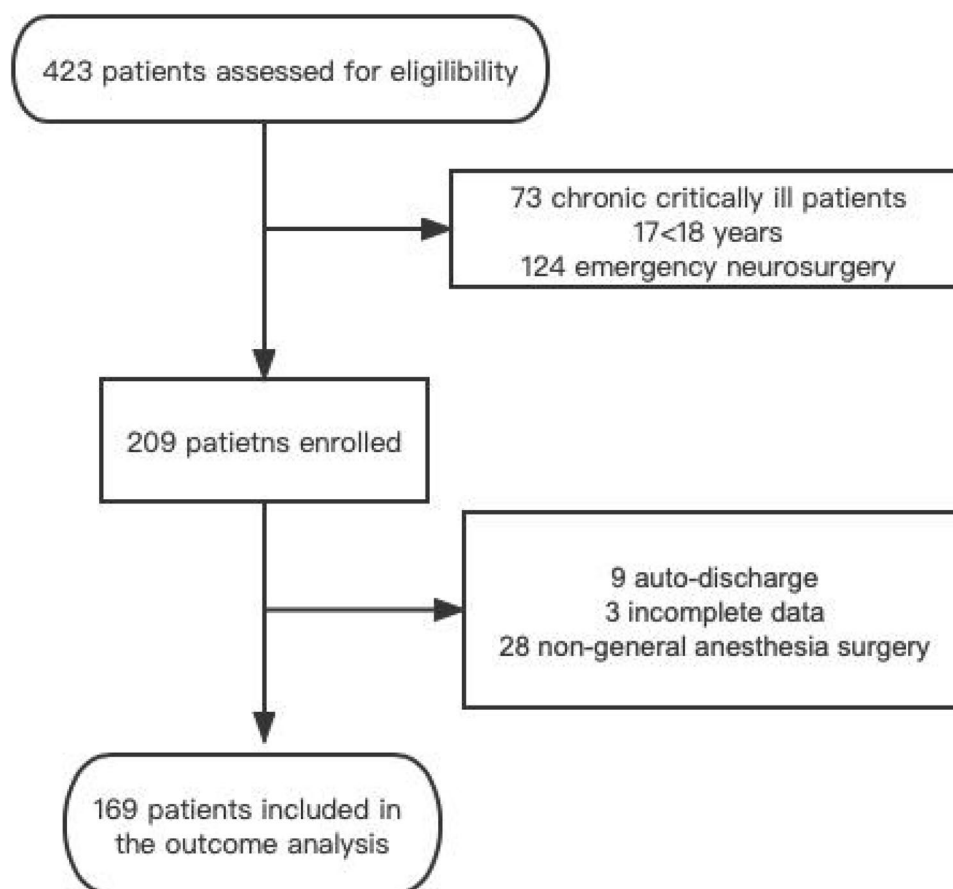 423 patients assessed for eligilibility
73 chronic critically ill patients
17<18 years
124 emergency neurosurgery
209 patietns enrolled
9 auto-discharge
3 incomplete data
28 non-general anesthesia surgery
169 patients included in
the outcome analysis